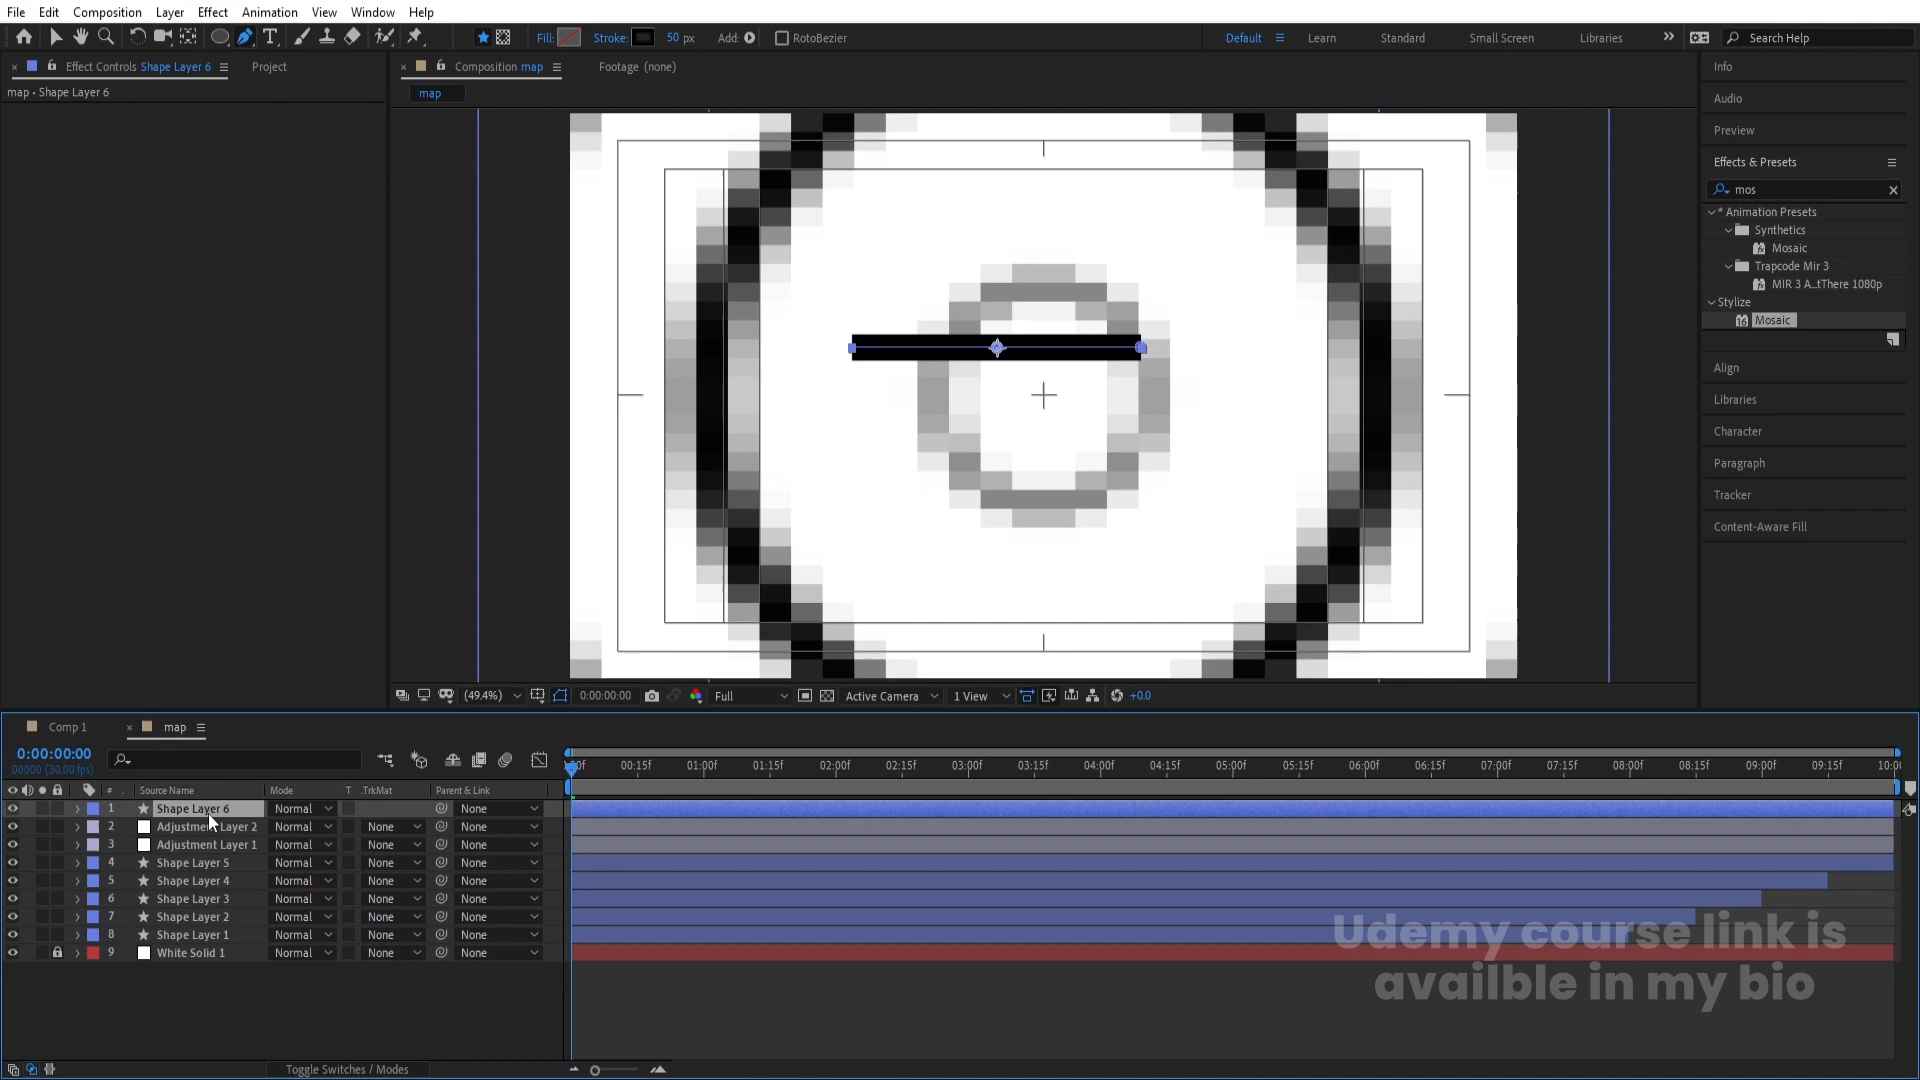 File Edit Composition Layer Effect Animation View Window Help
Fill: Stroke: 50 px Add: RotoBezier Default Learn Standard Small Screen Libraries Search Help
Effect Controls Shape Layer 6 Project
Composition map Footage (none)
map • Shape Layer 6
map
Info
Audio
Preview
Effects & Presets
mos
* Animation Presets
Synthetics
Mosaic
Trapcode Mir 3
MIR 3 A...tThere 1080p
Stylize
16 Mosaic
Align
Libraries
Character
Paragraph
Tracker
Content-Aware Fill
(49.4%) 0:00:00:00 Full Active Camera 1 View +0.0
Comp 1 map
0:00:00:00
00000 (30.00 fps)
:00f 00:15f 01:00f 01:15f 02:00f 02:15f 03:00f 03:15f 04:00f 04:15f 05:00f 05:15f 06:00f 06:15f 07:00f 07:15f 08:00f 08:15f 09:00f 09:15f 10:0
# Source Name Mode T .TrkMat Parent & Link
1 Shape Layer 6 Normal None
2 Adjustment Layer 2 Normal None None
3 Adjustment Layer 1 Normal None None
4 Shape Layer 5 Normal None None
5 Shape Layer 4 Normal None None
6 Shape Layer 3 Normal None None
7 Shape Layer 2 Normal None None
8 Shape Layer 1 Normal None None
9 White Solid 1 Normal None None
Udemy course link is
availble in my bio
Toggle Switches / Modes